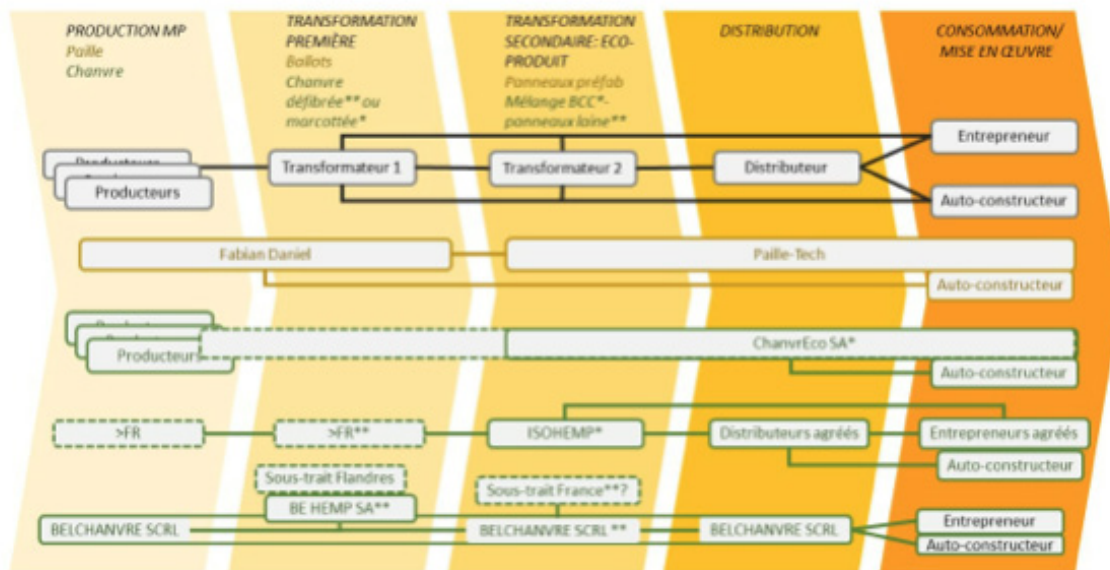 PRODUCTION MP
Paille
Chanvre
TRANSFORMATION
PREMIÈRE
Ballots
Chanvre
défibrée** ou
marcottée*
TRANSFORMATION
SECONDAIRE: ECO-
PRODUIT
Panneaux préfab
Mélange BCC*-
panneaux laine**
DISTRIBUTION
CONSOMMATION/
MISE EN ŒUVRE
Producteurs
Producteurs
Transformateur 1
Transformateur 2
Distributeur
Entrepreneur
Auto-constructeur
Fabian Daniel
Paille-Tech
Auto-constructeur
Producteurs
ChanvrEco SA*
Auto-constructeur
>FR
>FR**
ISOHEMP*
Distributeurs agréés
Entrepreneurs agréés
Auto-constructeur
Sous-trait Flandres
Sous-trait France**?
BE HEMP SA**
BELCHANVRE SCRL
BELCHANVRE SCRL **
BELCHANVRE SCRL
Entrepreneur
Auto-constructeur